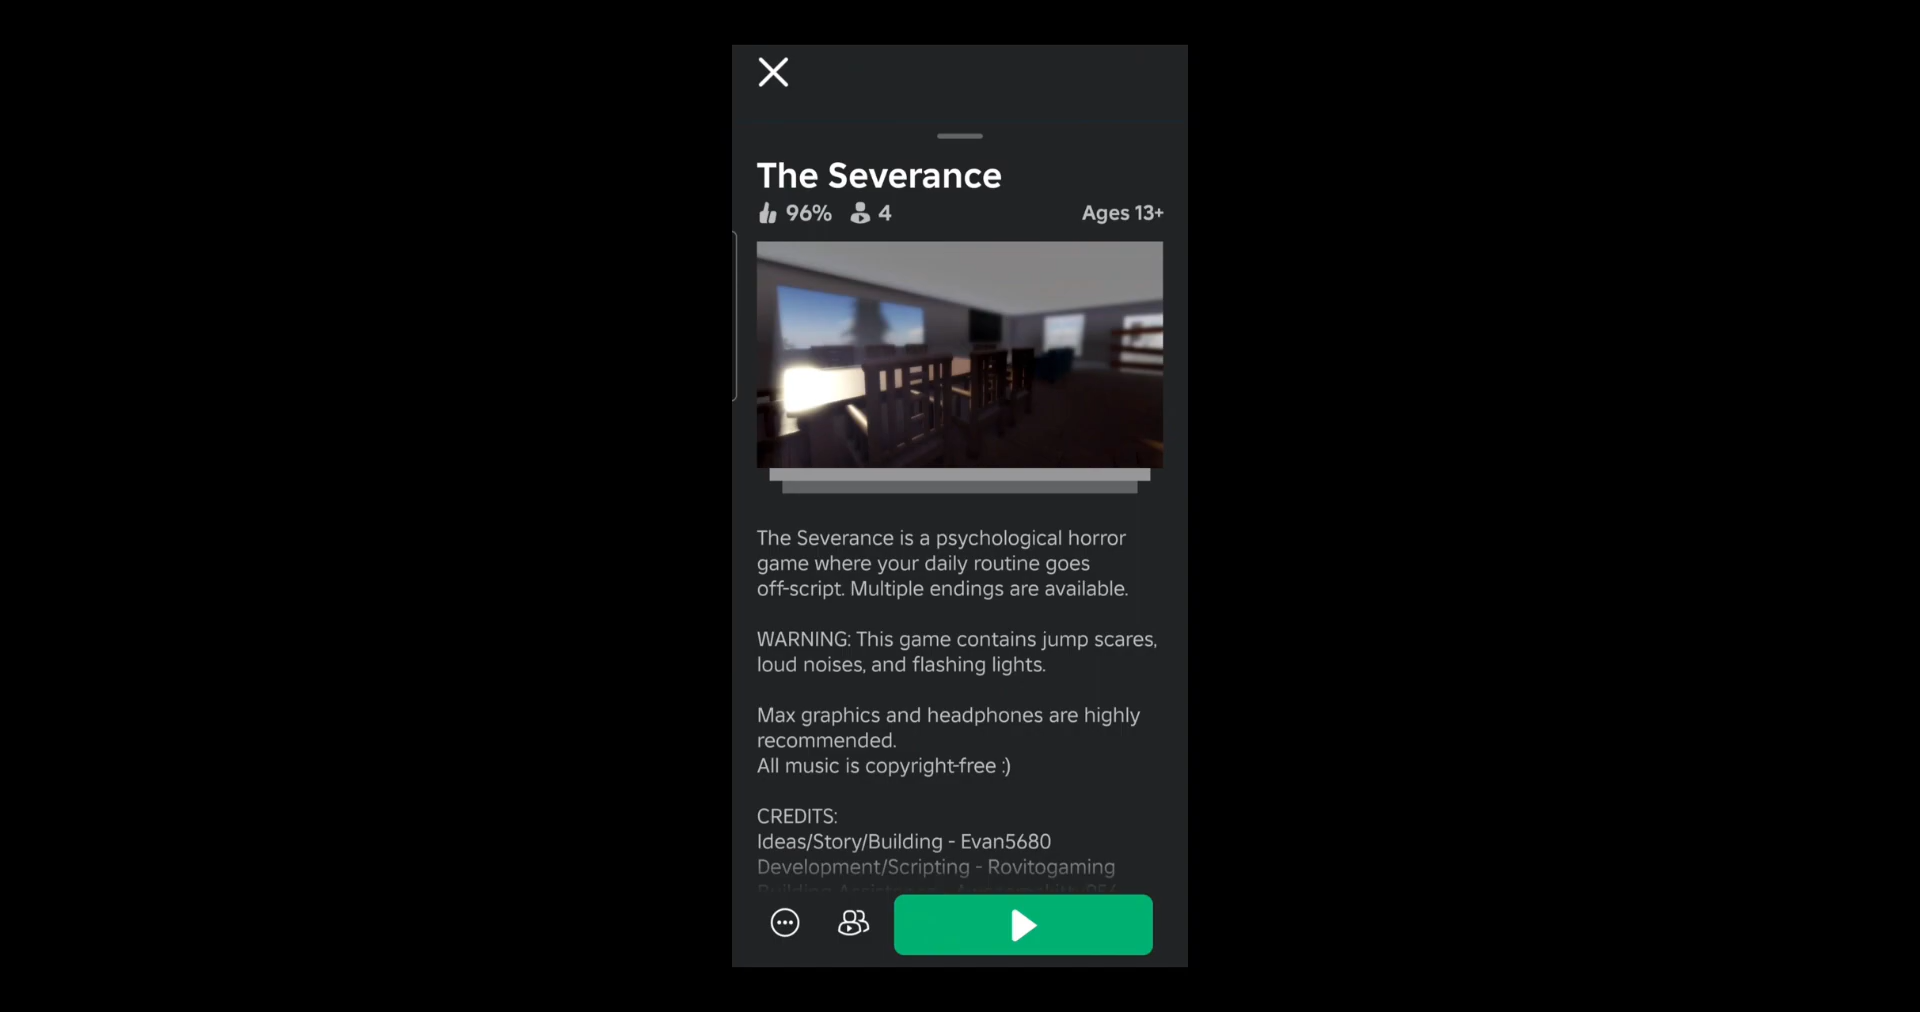 The Severance
96% 4 Ages 13+
The Severance is a psychological horror
game where your daily routine goes
off-script. Multiple endings are available.
WARNING: This game contains jump scares,
loud noises, and flashing lights.
Max graphics and headphones are highly
recommended.
All music is copyright-free :)
CREDITS:
Ideas/Story/Building - Evan5680
Development/Scripting - Rovitogaming